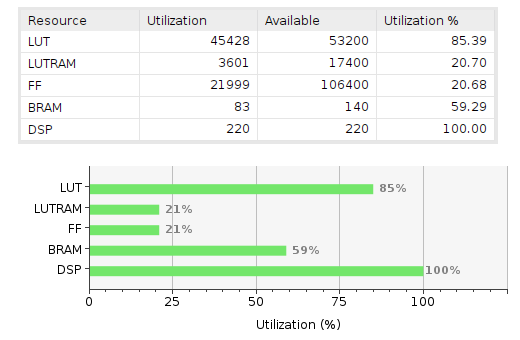 Resource Utilization Available Utilization %
LUT 45428 53200 85.39
LUTRAM 3601 17400 20.70
FF 21999 106400 20.68
BRAM 83 140 59.29
DSP 220 220 100.00
LUT 85%
LUTRAM 21%
FF 21%
BRAM 59%
DSP 100%
0 25 50 75 100
Utilization (%)